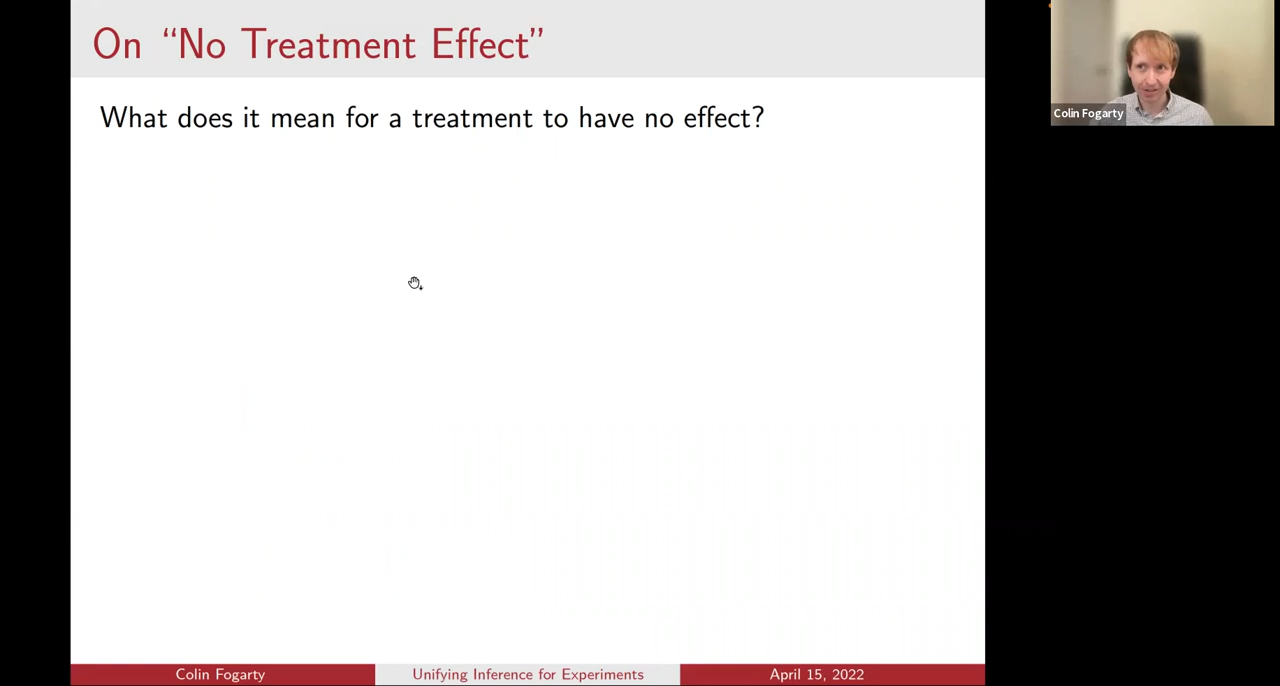 On “No Treatment Effect”
What does it mean for a treatment to have no effect?
Colin Fogarty
Colin Fogarty
Unifying Inference for Experiments
April 15, 2022